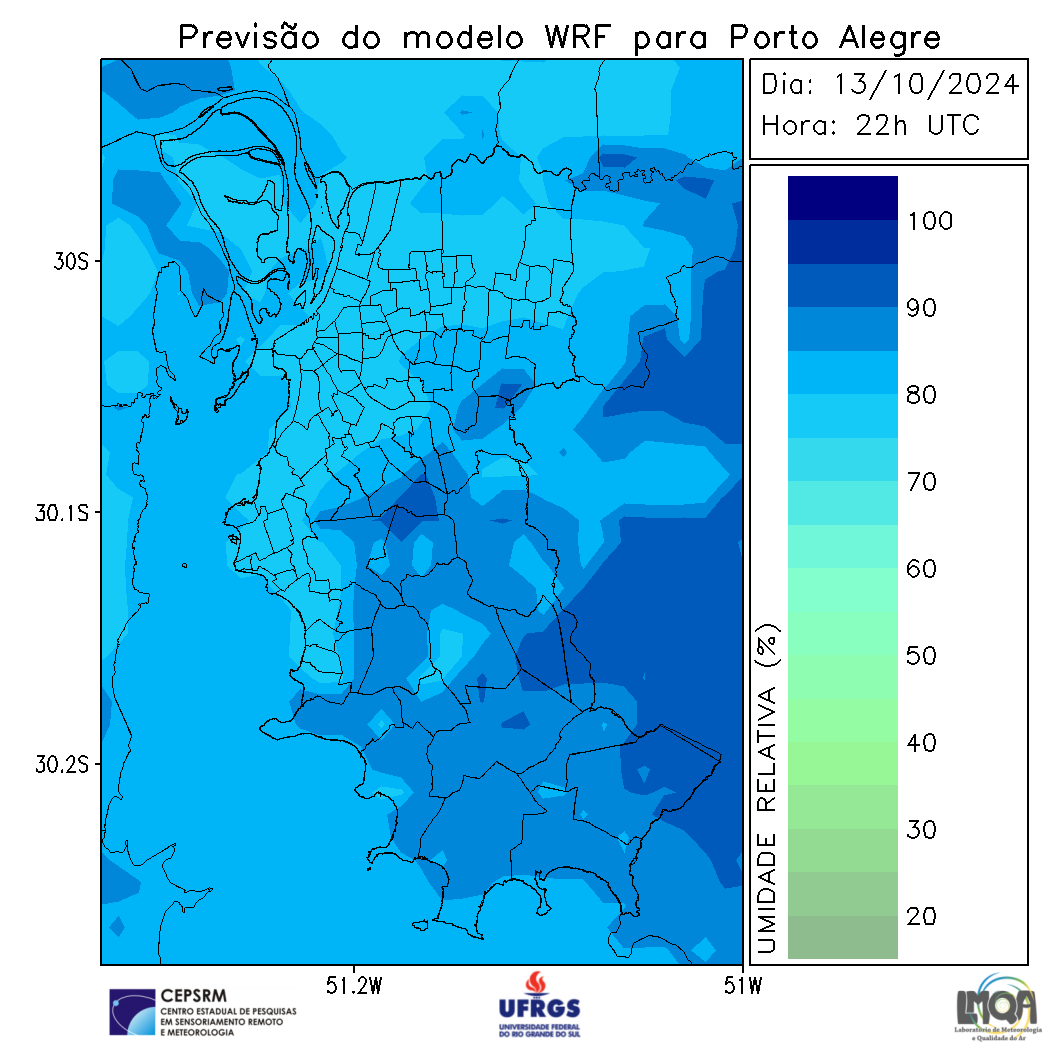 Previsão do modelo WRF para Porto Alegre
Dia: 13/10/2024
Hora: 22h UTC
100
90
80
70
60
50
40
30
20
UMIDADE RELATIVA (%)
30S
30.1S
30.2S
51.2W
51W
CEPSRM
CENTRO ESTADUAL DE PESQUISAS
EM SENSORIAMENTO REMOTO
E METEOROLOGIA
UFRGS
UNIVERSIDADE FEDERAL
DO RIO GRANDE DO SUL
LMQA
Laboratório de Meteorologia
e Qualidade do Ar